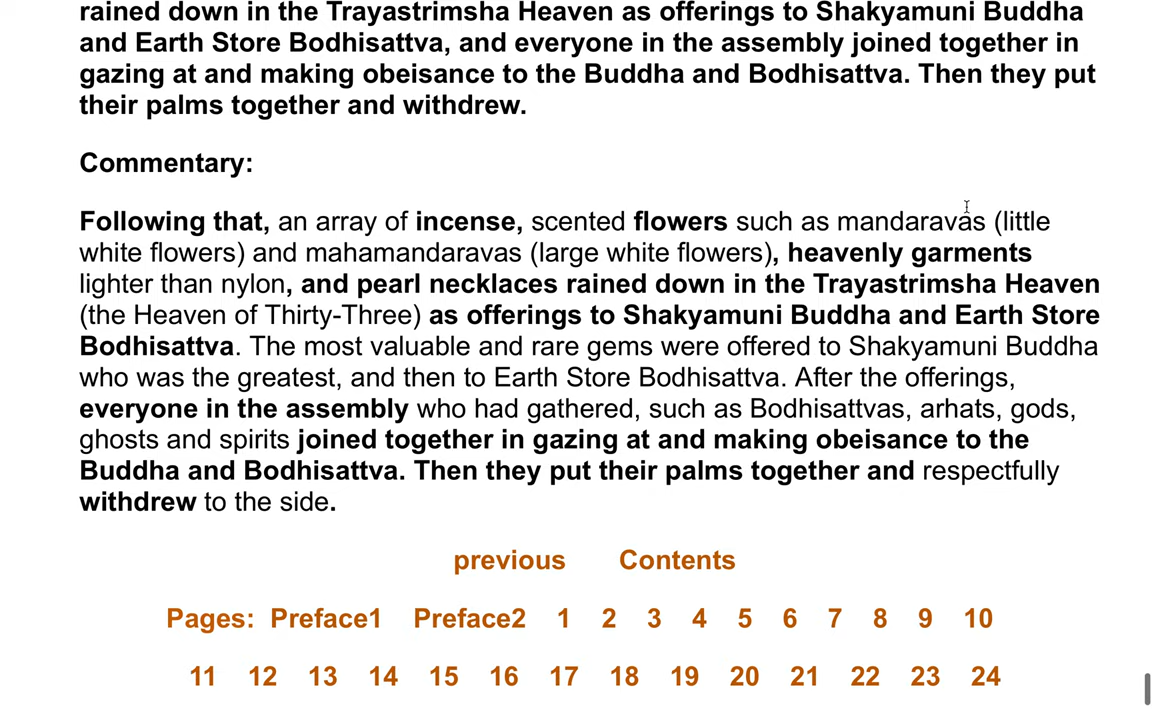 rained down in the Trayastrimsha Heaven as offerings to Shakyamuni Buddha
and Earth Store Bodhisattva, and everyone in the assembly joined together in
gazing at and making obeisance to the Buddha and Bodhisattva. Then they put
their palms together and withdrew.
Commentary:
Following that, an array of incense, scented flowers such as mandaravas (little
white flowers) and mahamandaravas (large white flowers), heavenly garments
lighter than nylon, and pearl necklaces rained down in the Trayastrimsha Heaven
(the Heaven of Thirty-Three) as offerings to Shakyamuni Buddha and Earth Store
Bodhisattva. The most valuable and rare gems were offered to Shakyamuni Buddha
who was the greatest, and then to Earth Store Bodhisattva. After the offerings,
everyone in the assembly who had gathered, such as Bodhisattvas, arhats, gods,
ghosts and spirits joined together in gazing at and making obeisance to the
Buddha and Bodhisattva. Then they put their palms together and respectfully
withdrew to the side.
previous Contents
Pages: Preface1 Preface2 1 2 3 4 5 6 7 8 9 10
11 12 13 14 15 16 17 18 19 20 21 22 23 24